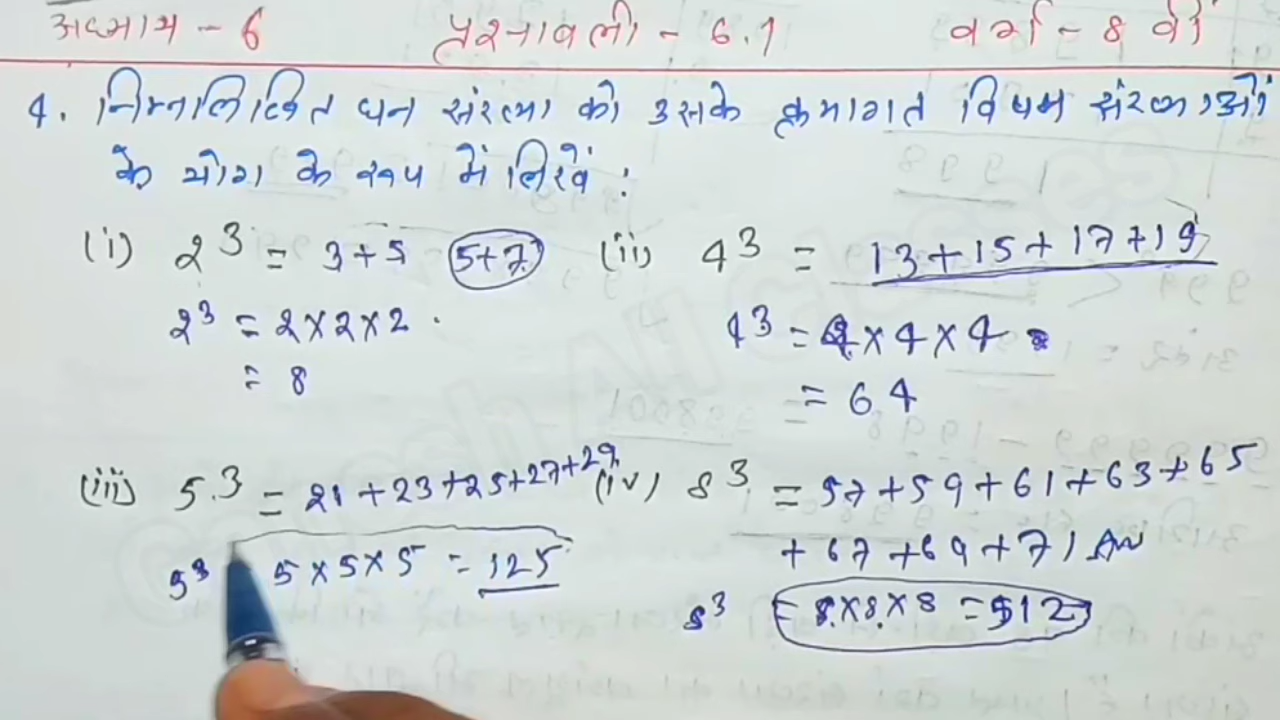 अध्याय - 6 प्रश्नावली - 6.1 वर्ग - 8 वीं
4. निम्नलिखित घन संख्या को उसके क्रमागत विषम संख्याओं
के योग के रूप में लिखें :
(i) 2³ = 3+5 5+7 (ii) 4³ = 13+15+17+19
2³ = 2×2×2 4³ = 4×4×4
= 8 = 64
(iii) 5.3 = 21+23+25+27+29 (iv) 8³ = 57+59+61+63+65
+67+69+71 Ans
5³ 5×5×5 = 125 8³ = 8×8×8 = 512